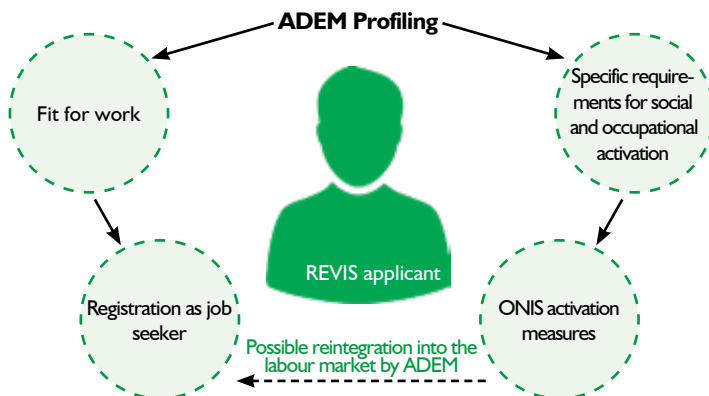 ADEM Profiling
Fit for work
Specific require-
ments for social
and occupational
activation
REVIS applicant
Registration as job
seeker
ONIS activation
measures
Possible reintegration into the
labour market by ADEM